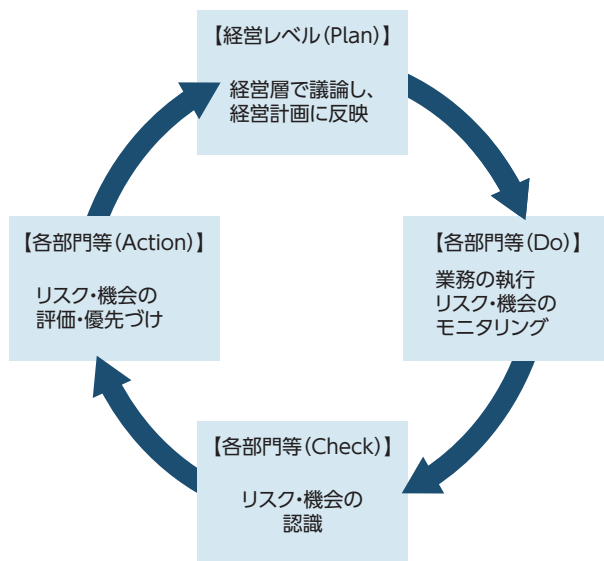 【経営レベル(Plan)】
経営層で議論し、
経営計画に反映
【各部門等(Do)】
業務の執行
リスク・機会の
モニタリング
【各部門等(Check)】
リスク・機会の
認識
【各部門等(Action)】
リスク・機会の
評価・優先づけ